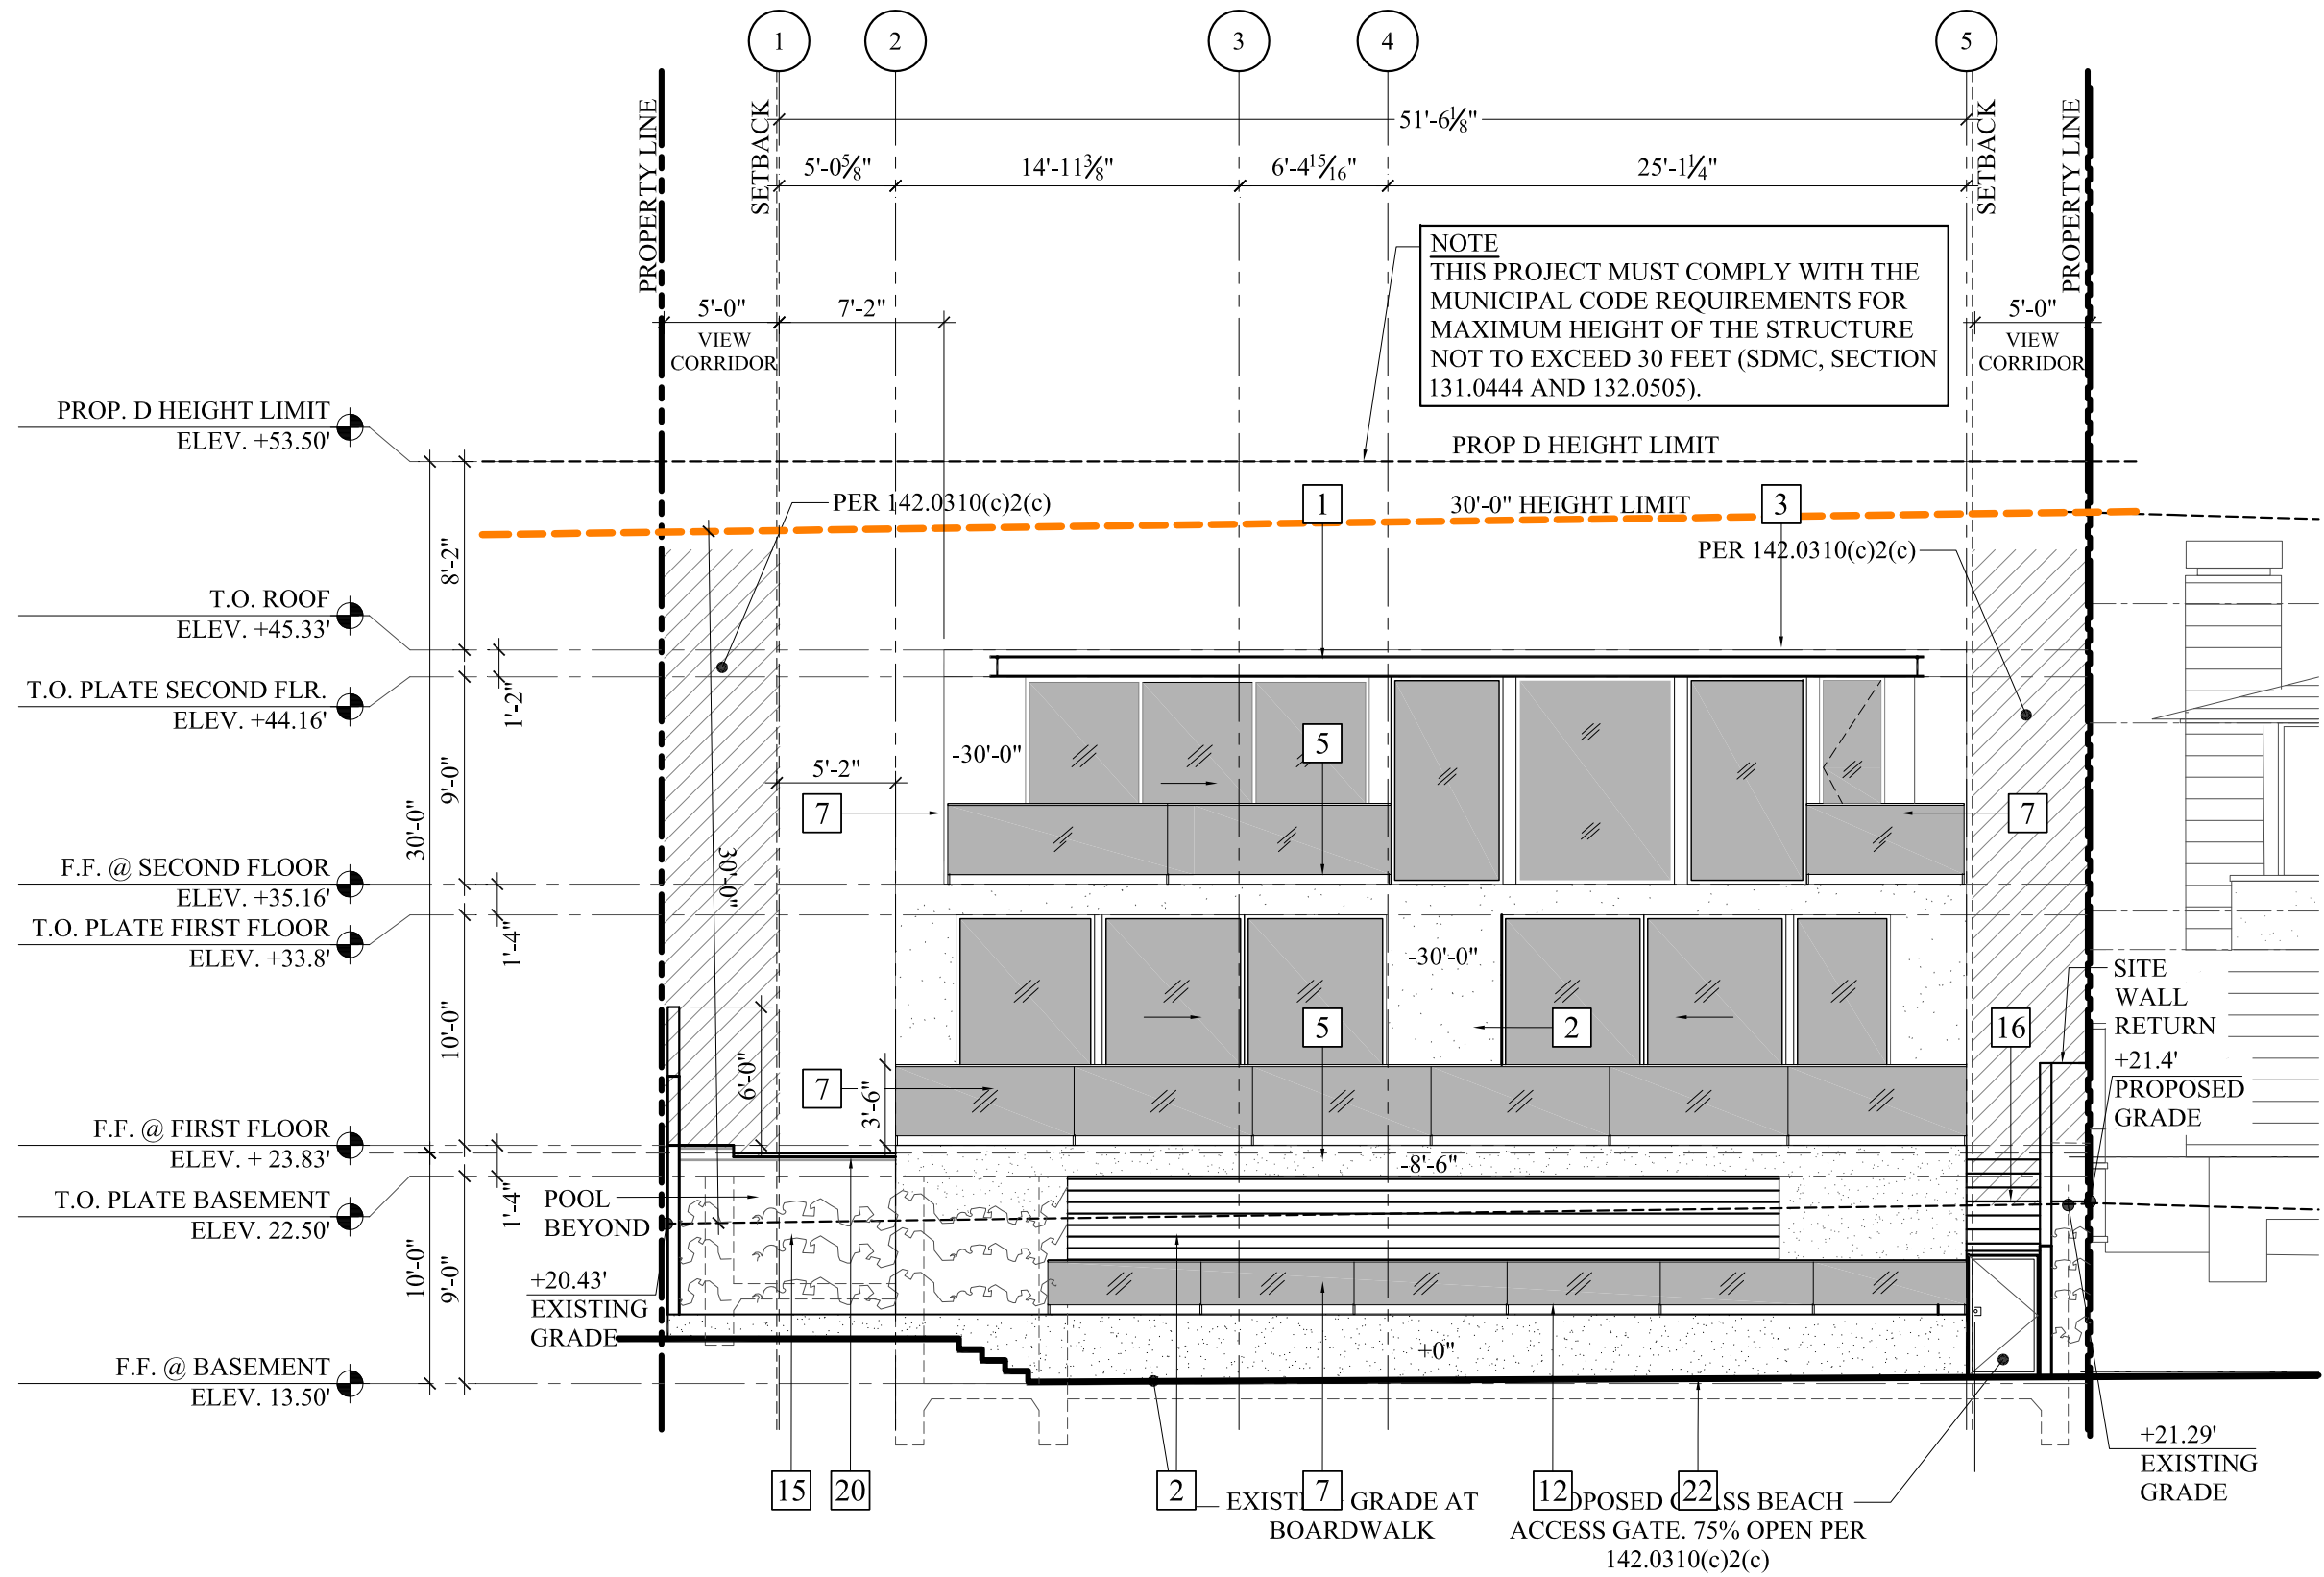 1 2 3 4 5
PROPERTY LINE
SETBACK
SETBACK
PROPERTY LINE
51'-6⅛"
5'-0⅝" 14'-11⅜" 6'-4 15/16" 25'-1¼"
NOTE
THIS PROJECT MUST COMPLY WITH THE
MUNICIPAL CODE REQUIREMENTS FOR
MAXIMUM HEIGHT OF THE STRUCTURE
NOT TO EXCEED 30 FEET (SDMC, SECTION
131.0444 AND 132.0505).
5'-0" 7'-2"
VIEW
CORRIDOR
5'-0"
VIEW
CORRIDOR
PROP. D HEIGHT LIMIT
ELEV. +53.50'
PROP D HEIGHT LIMIT
PER 142.0310(c)2(c)
1
30'-0" HEIGHT LIMIT
3
PER 142.0310(c)2(c)
8'-2"
T.O. ROOF
ELEV. +45.33'
T.O. PLATE SECOND FLR.
ELEV. +44.16'
1'-2"
9'-0"
30'-0"
30'-0"
-30'-0"
5
5'-2"
7
7
F.F. @ SECOND FLOOR
ELEV. +35.16'
T.O. PLATE FIRST FLOOR
ELEV. +33.8'
1'-4"
10'-0"
-30'-0"
5
2
16
SITE
WALL
RETURN
+21.4'
PROPOSED
GRADE
6'-0"
7
3'-6"
F.F. @ FIRST FLOOR
ELEV. + 23.83'
-8'-6"
T.O. PLATE BASEMENT
ELEV. 22.50'
1'-4"
10'-0"
9'-0"
POOL
BEYOND
+20.43'
EXISTING
GRADE
F.F. @ BASEMENT
ELEV. 13.50'
+0"
+21.29'
EXISTING
GRADE
15 20 2 7 12 22
GRADE AT
BOARDWALK
BEACH
ACCESS GATE. 75% OPEN PER
142.0310(c)2(c)